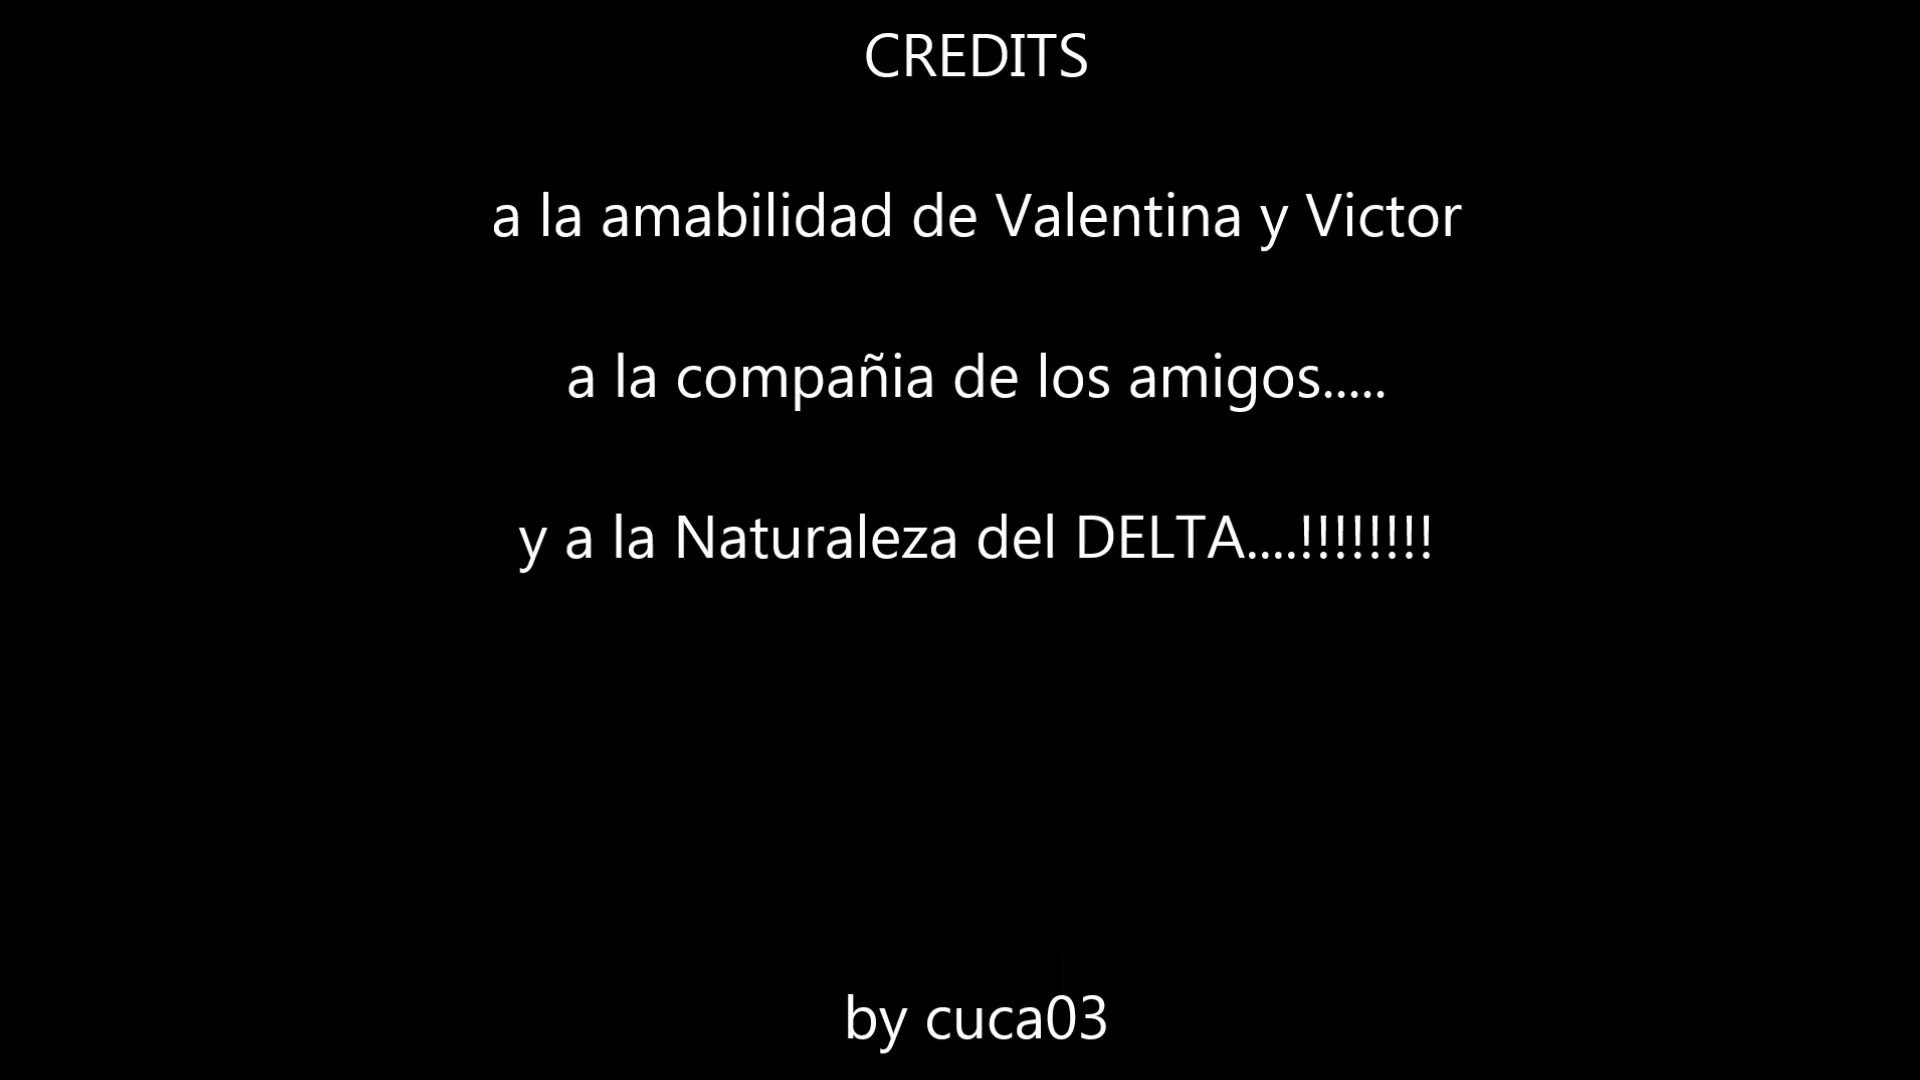 CREDITS
a la amabilidad de Valentina y Victor
a la compañia de los amigos.....
y a la Naturaleza del DELTA....!!!!!!!!
by cuca03